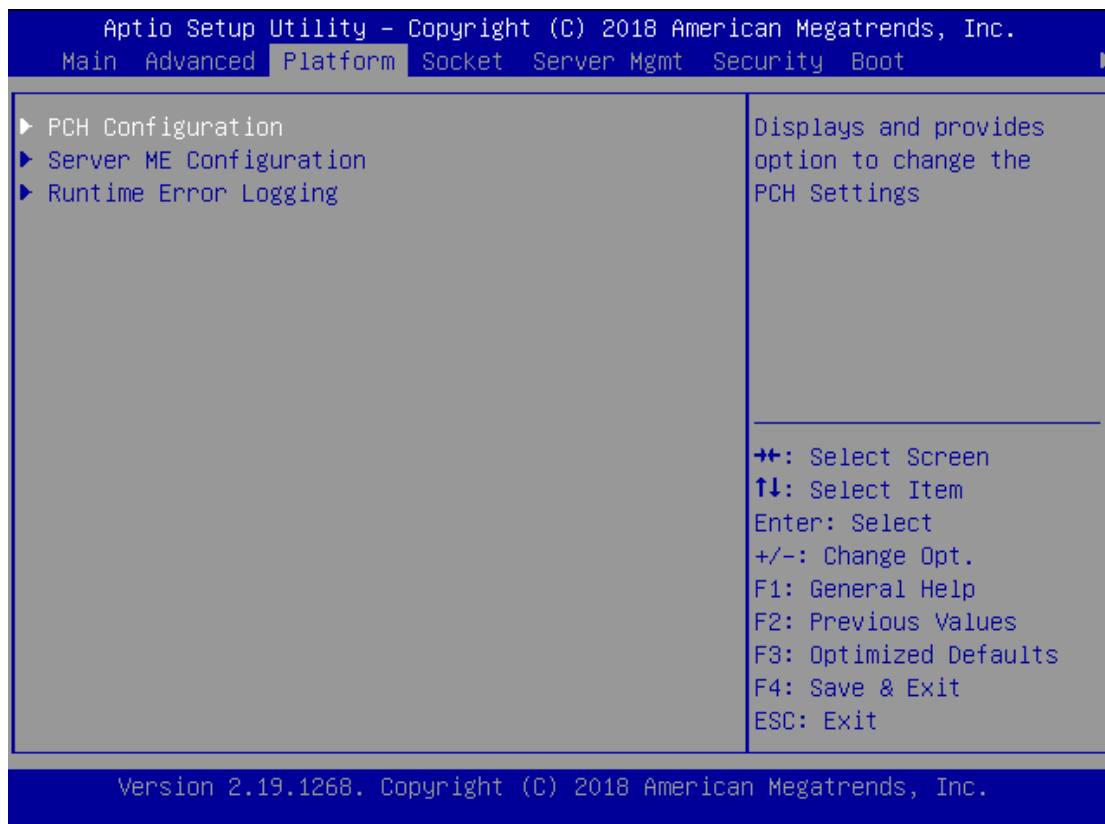 Aptio Setup Utility – Copyright (C) 2018 American Megatrends, Inc.
Main Advanced Platform Socket Server Mgmt Security Boot
PCH Configuration
Server ME Configuration
Runtime Error Logging
Displays and provides
option to change the
PCH Settings
→←: Select Screen
↑↓: Select Item
Enter: Select
+/-: Change Opt.
F1: General Help
F2: Previous Values
F3: Optimized Defaults
F4: Save & Exit
ESC: Exit
Version 2.19.1268. Copyright (C) 2018 American Megatrends, Inc.